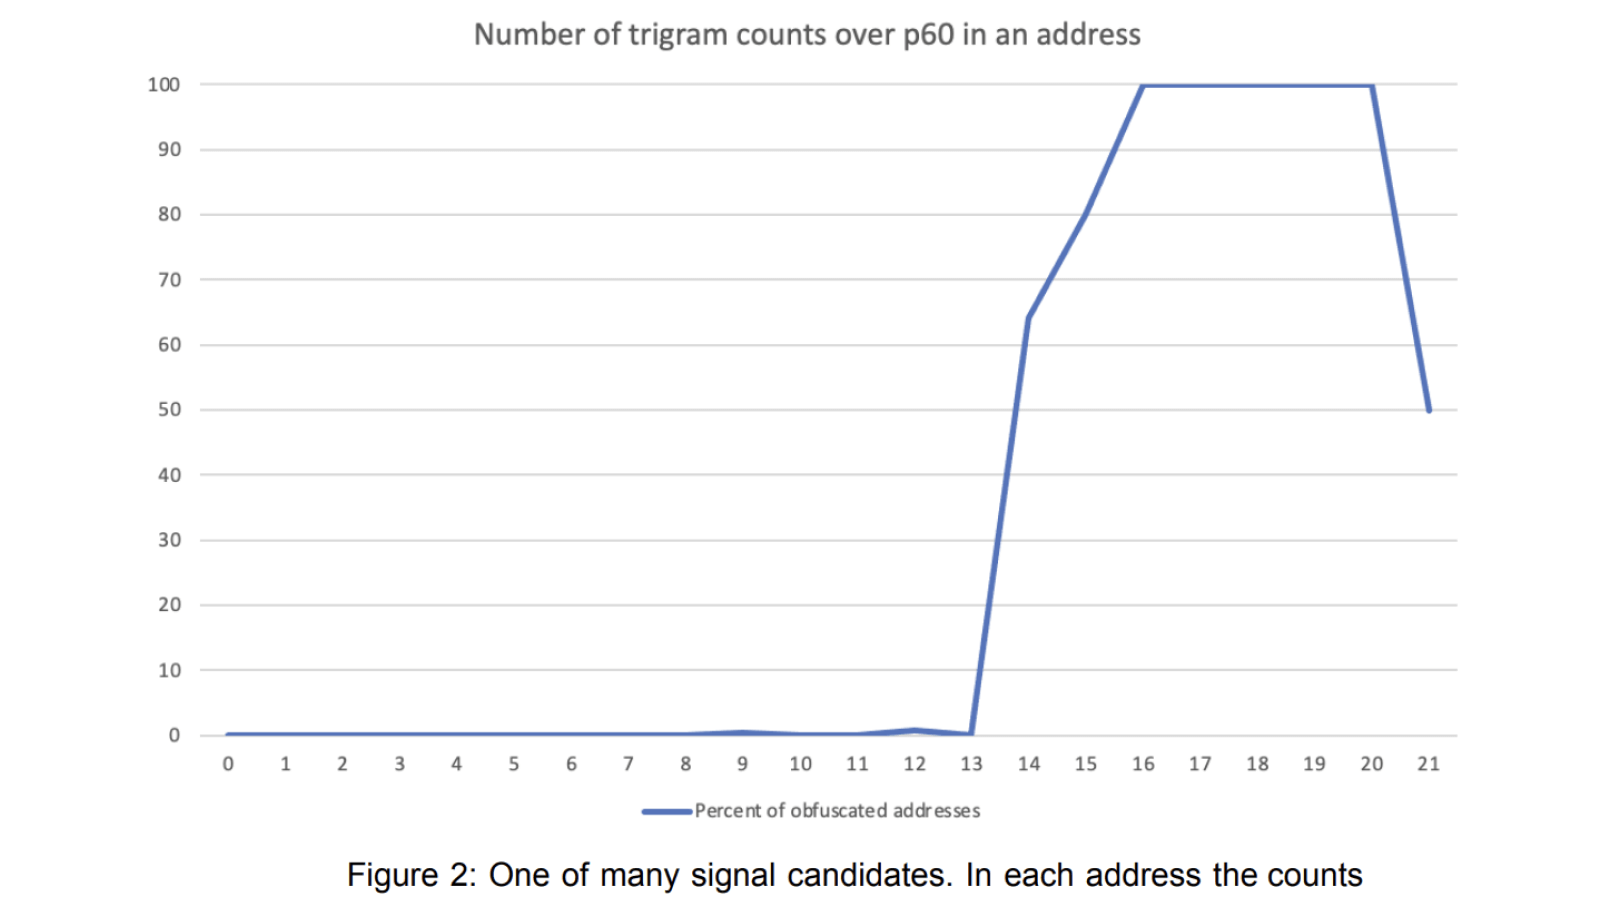 Number of trigram counts over p60 in an address
100
90
80
70
60
50
40
30
20
10
0
0 1 2 3 4 5 6 7 8 9 10 11 12 13 14 15 16 17 18 19 20 21
Percent of obfuscated addresses
Figure 2: One of many signal candidates. In each address the counts